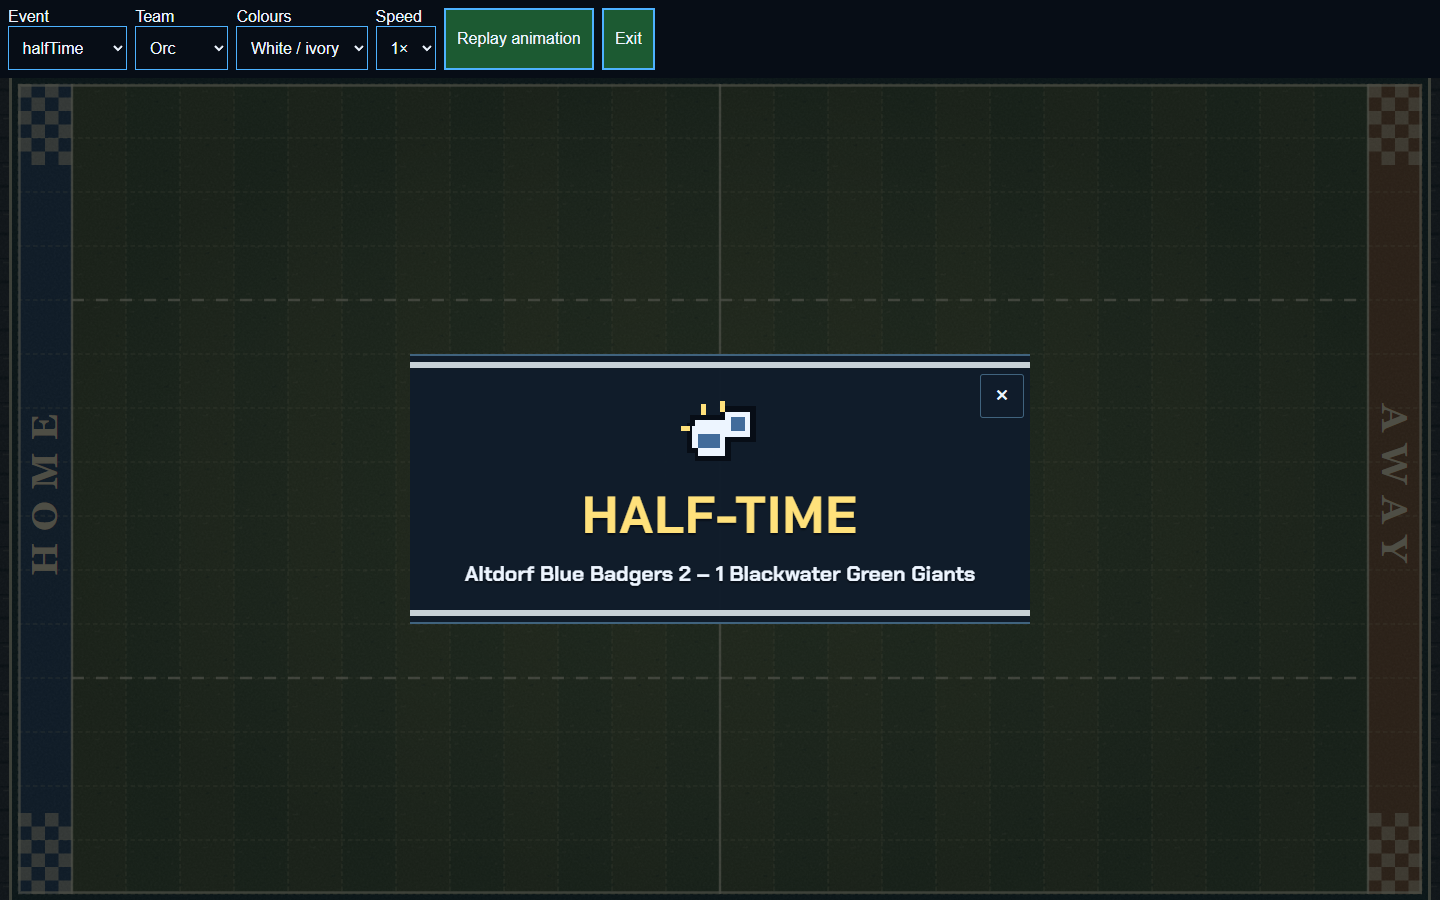 Event Team Colours Speed
halfTime Orc White / ivory 1× Replay animation Exit
HOME
AWAY
×
HALF-TIME
Altdorf Blue Badgers 2 – 1 Blackwater Green Giants